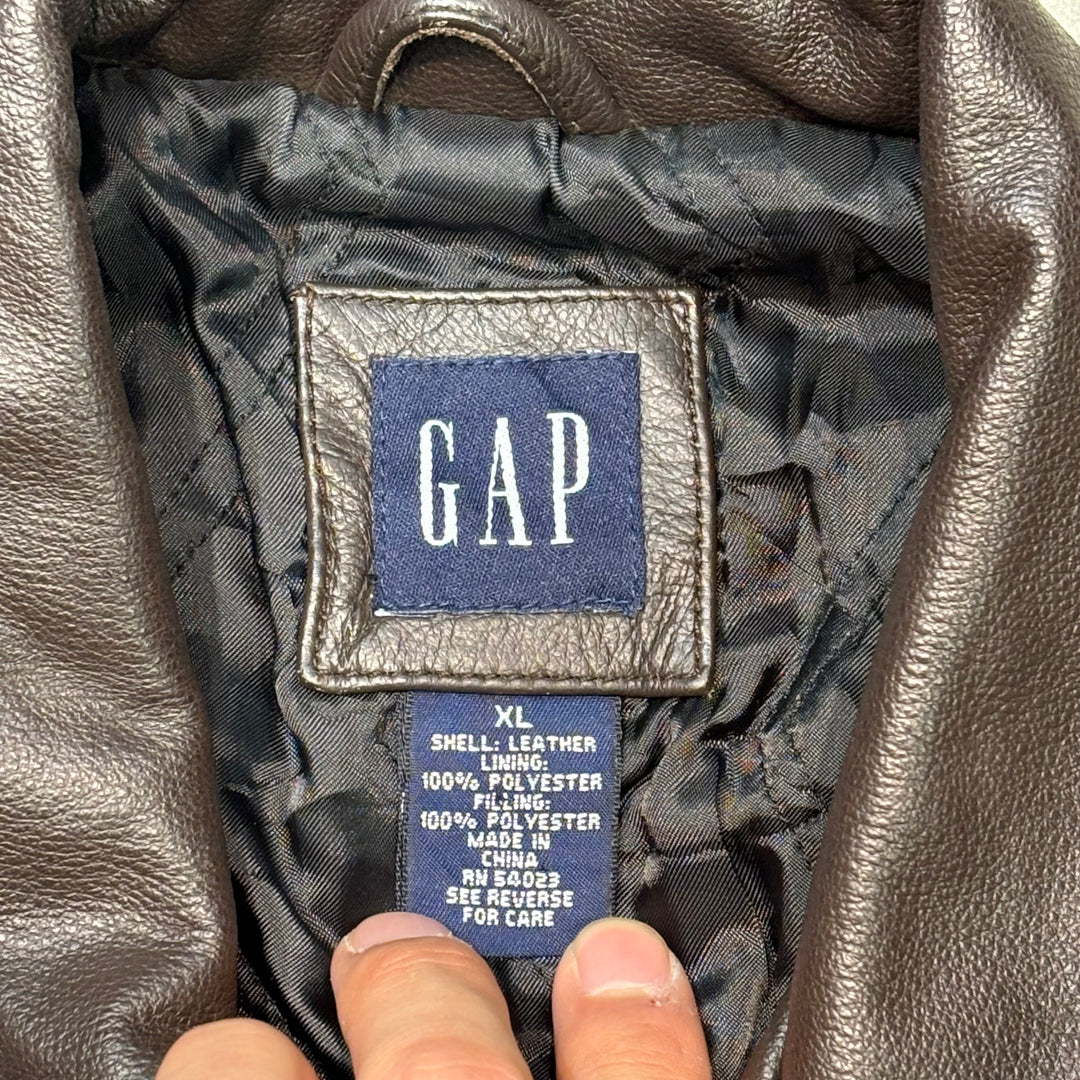 GAP
XL
SHELL: LEATHER
LINING:
100% POLYESTER
FILLING:
100% POLYESTER
MADE IN
CHINA
RN 54023
SEE REVERSE
FOR CARE